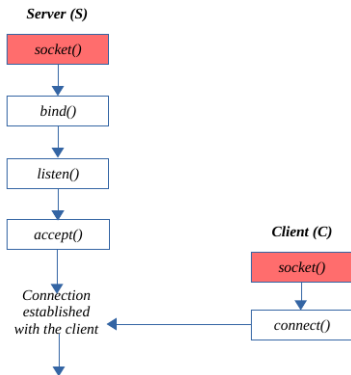 Server (S)
socket()
bind()
listen()
accept()
Connection
established
with the client
Client (C)
socket()
connect()